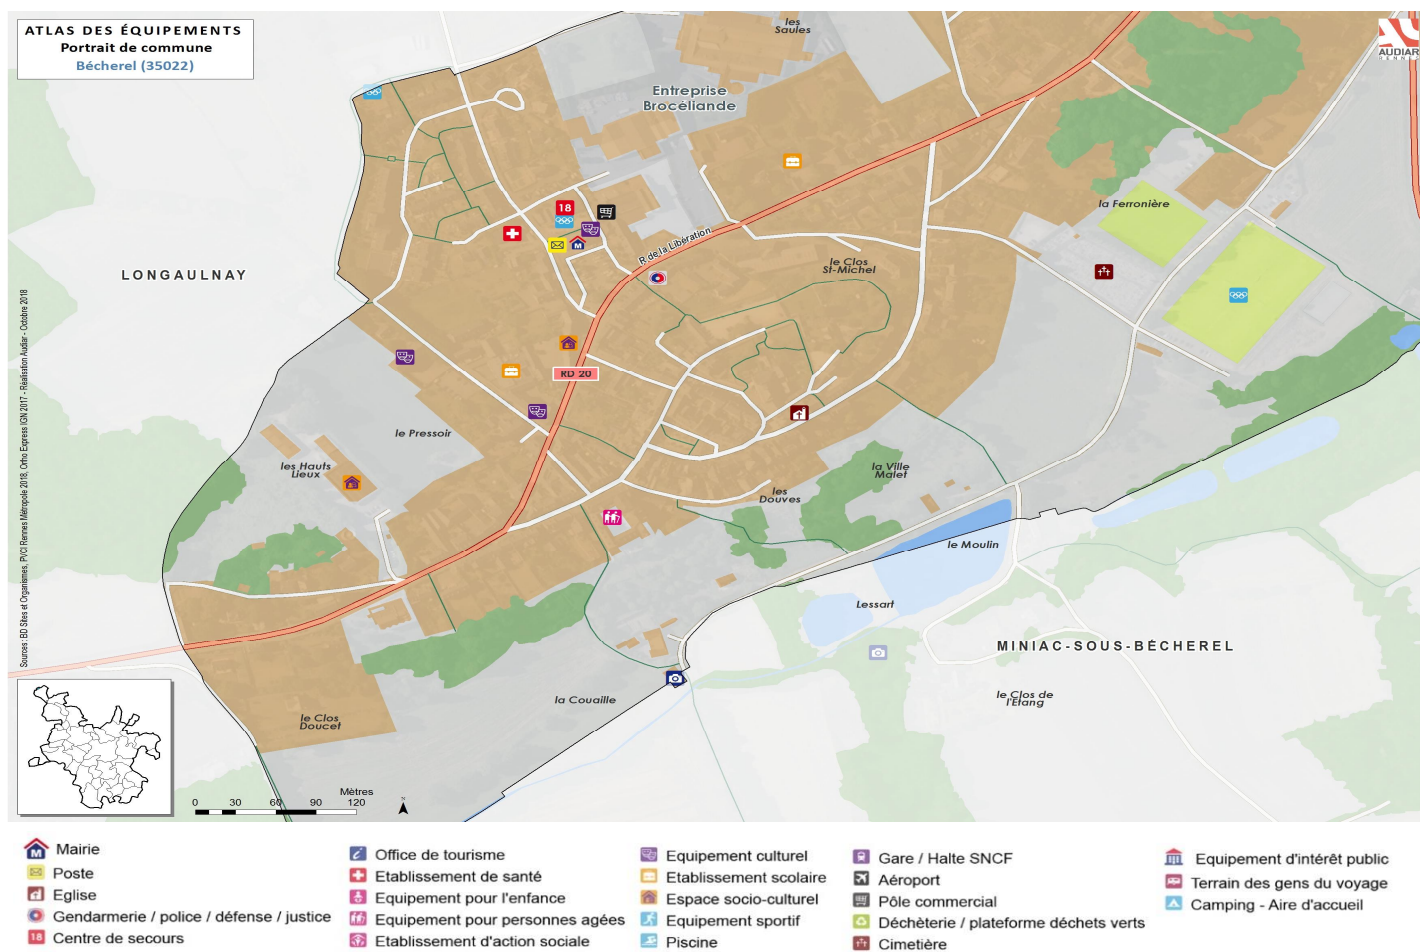 ATLAS DES ÉQUIPEMENTS
Portrait de commune
Bécherel (35022)
les
Saules
AUDIAR
RENNES
Entreprise
Brocéliande
18
la Ferronière
R de la Libération
le Clos
St-Michel
LONGAULNAY
M
RD 20
le Pressoir
les Hauts
Lieux
la Ville
Malet
les
Douves
le Moulin
Lessart
MINIAC-SOUS-BÉCHEREL
la Couaille
le Clos de
l'Etang
le Clos
Doucet
Sources : BD Sites et Organismes, PVCI Rennes Métropole 2018, Ortho Express IGN 2017 - Réalisation Audiar - Octobre 2018
Mètres
0 30 60 90 120
N
M Mairie
Poste
Eglise
Gendarmerie / police / défense / justice
18 Centre de secours
Office de tourisme
Etablissement de santé
Equipement pour l'enfance
Equipement pour personnes agées
Etablissement d'action sociale
Equipement culturel
Etablissement scolaire
Espace socio-culturel
Equipement sportif
Piscine
Gare / Halte SNCF
Aéroport
Pôle commercial
Déchèterie / plateforme déchets verts
Cimetière
Equipement d'intérêt public
Terrain des gens du voyage
Camping - Aire d'accueil